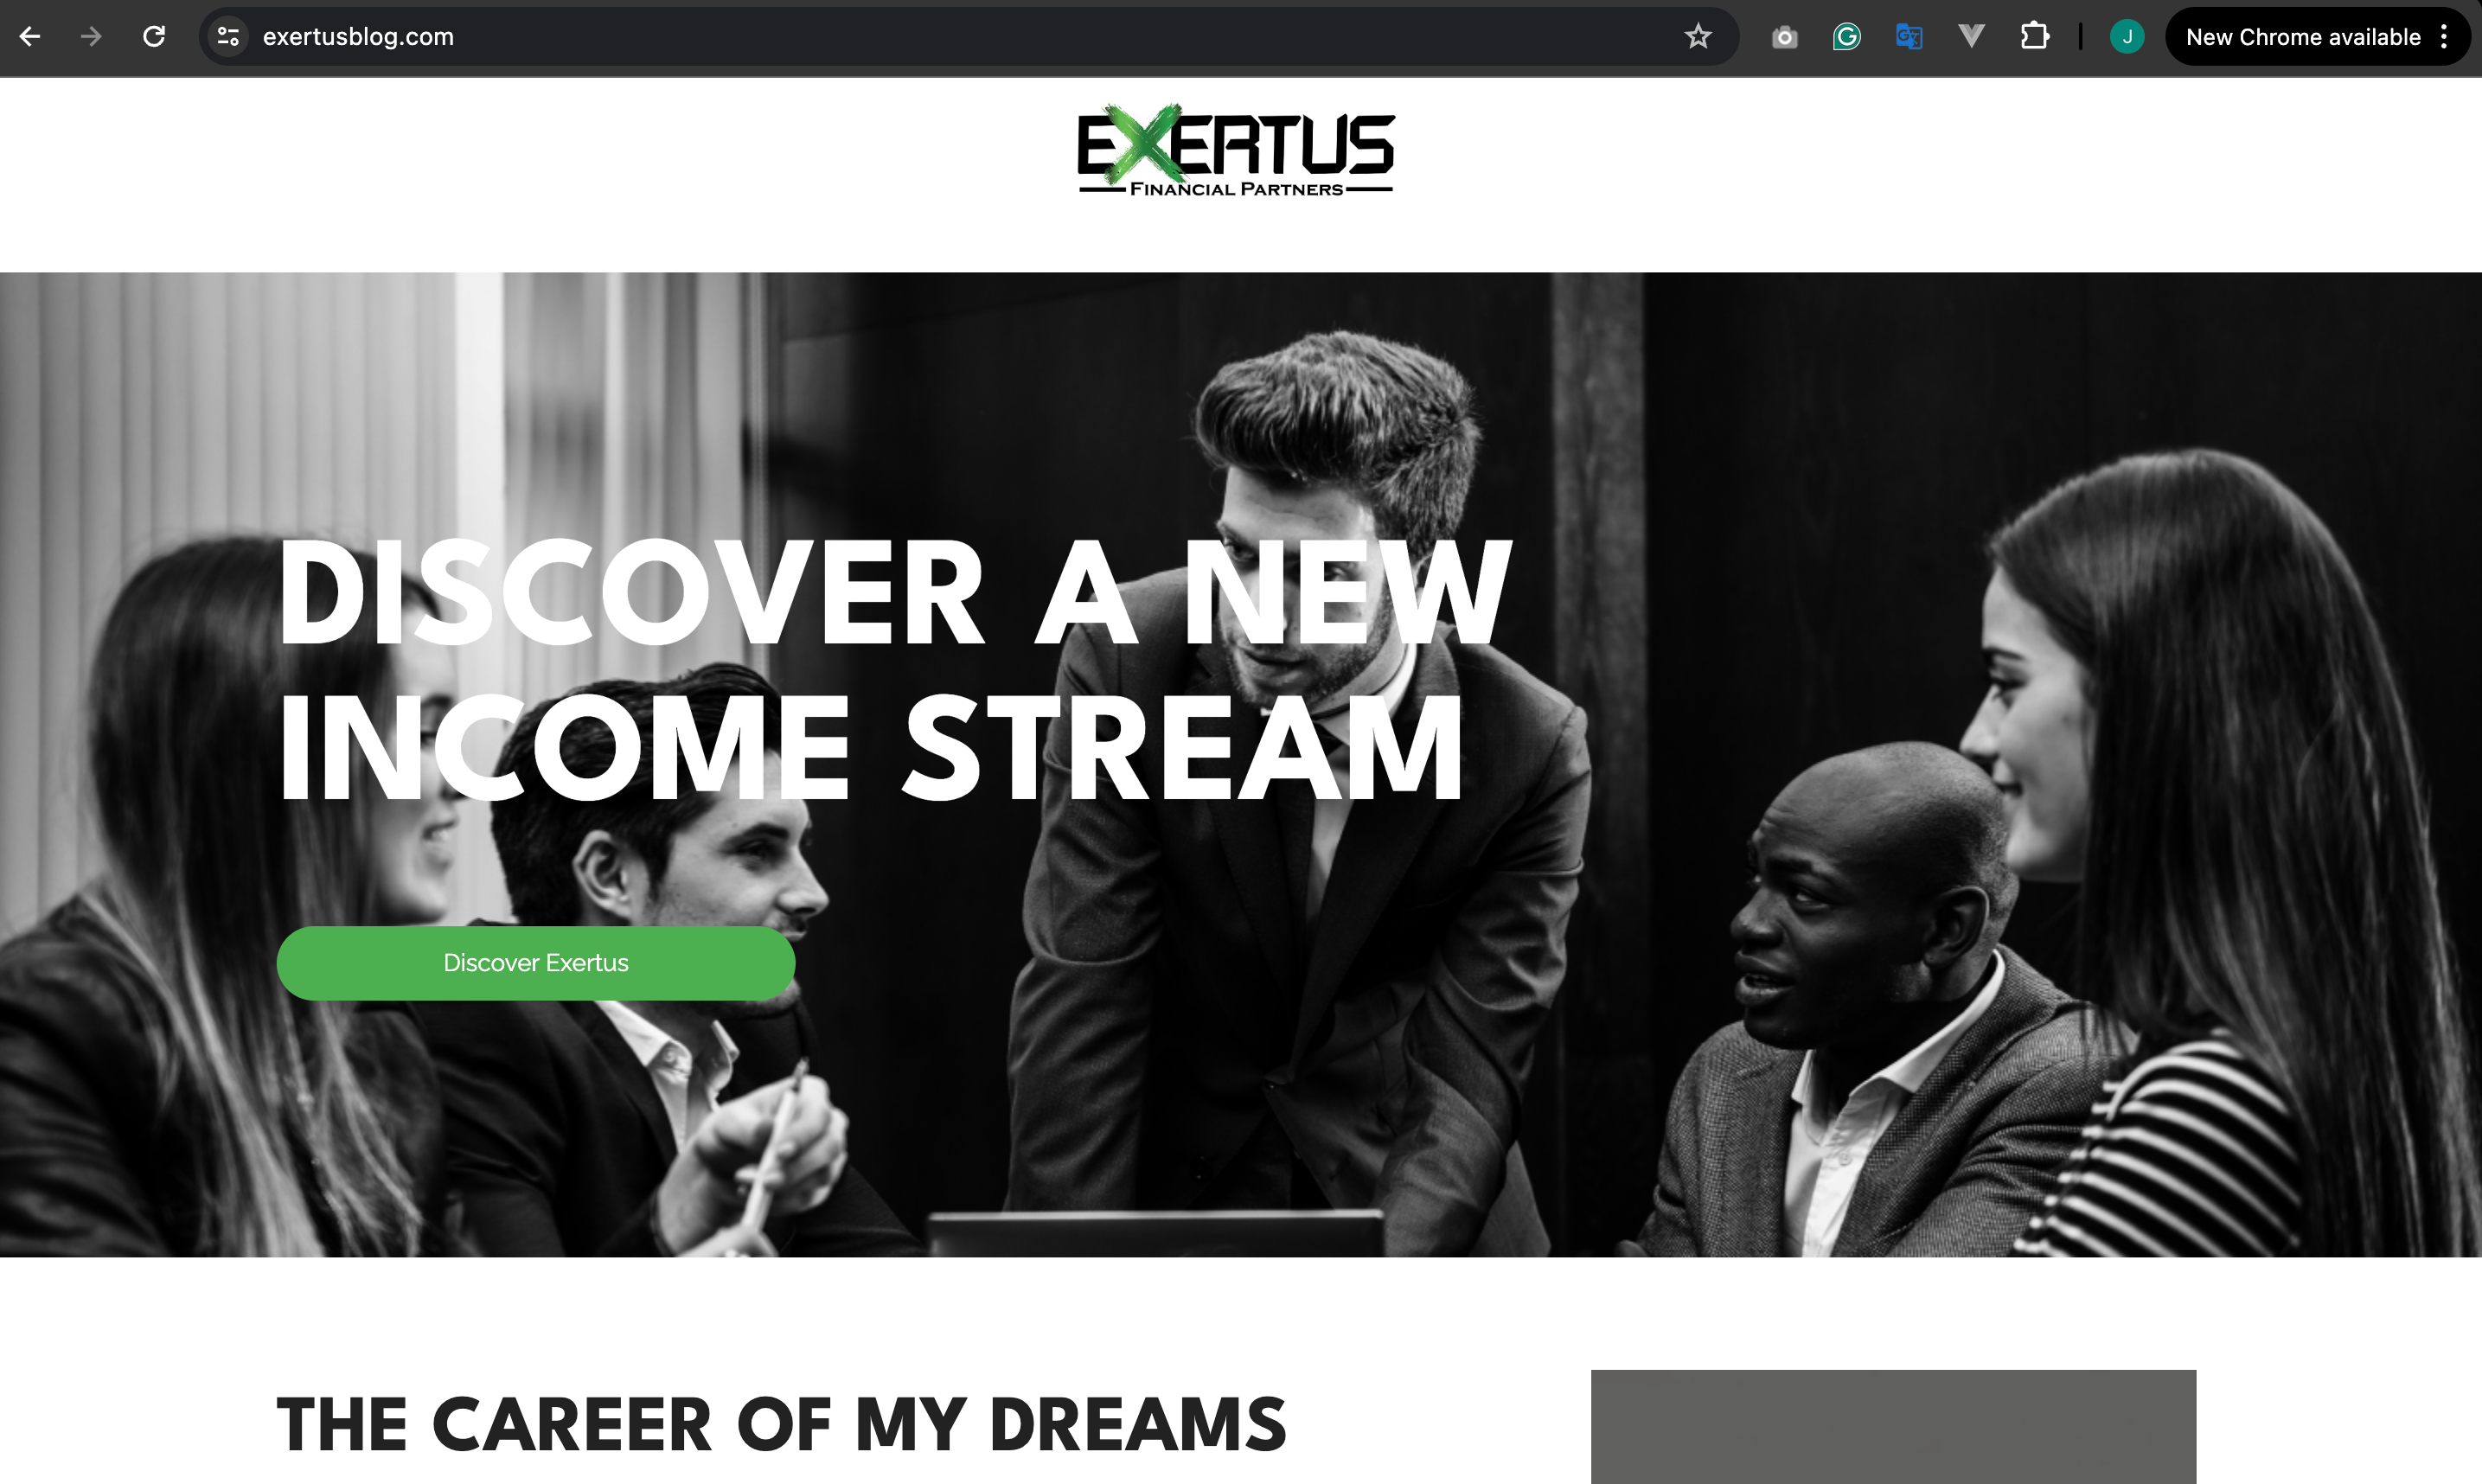 exertusblog.com
J
New Chrome available
EXERTUS
FINANCIAL PARTNERS
DISCOVER A NEW
INCOME STREAM
Discover Exertus
THE CAREER OF MY DREAMS